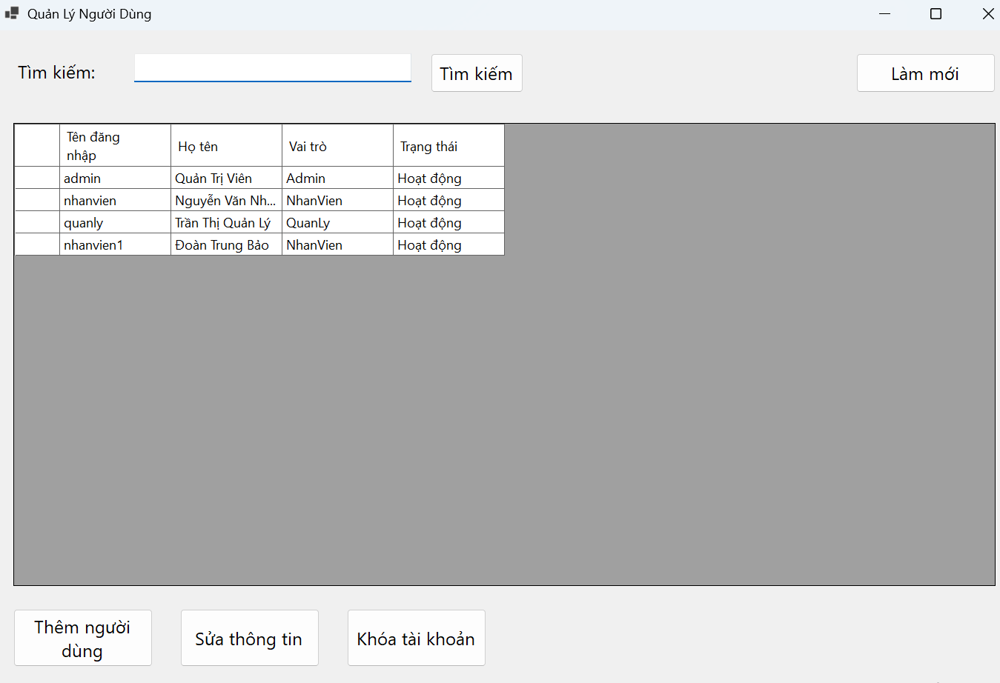 Quản Lý Người Dùng
Tìm kiếm:
Tìm kiếm
Làm mới
Tên đăng
nhập
Họ tên
Vai trò
Trạng thái
admin
Quản Trị Viên
Admin
Hoạt động
nhanvien
Nguyễn Văn Nh...
NhanVien
Hoạt động
quanly
Trần Thị Quản Lý
QuanLy
Hoạt động
nhanvien1
Đoàn Trung Bảo
NhanVien
Hoạt động
Thêm người
dùng
Sửa thông tin
Khóa tài khoản